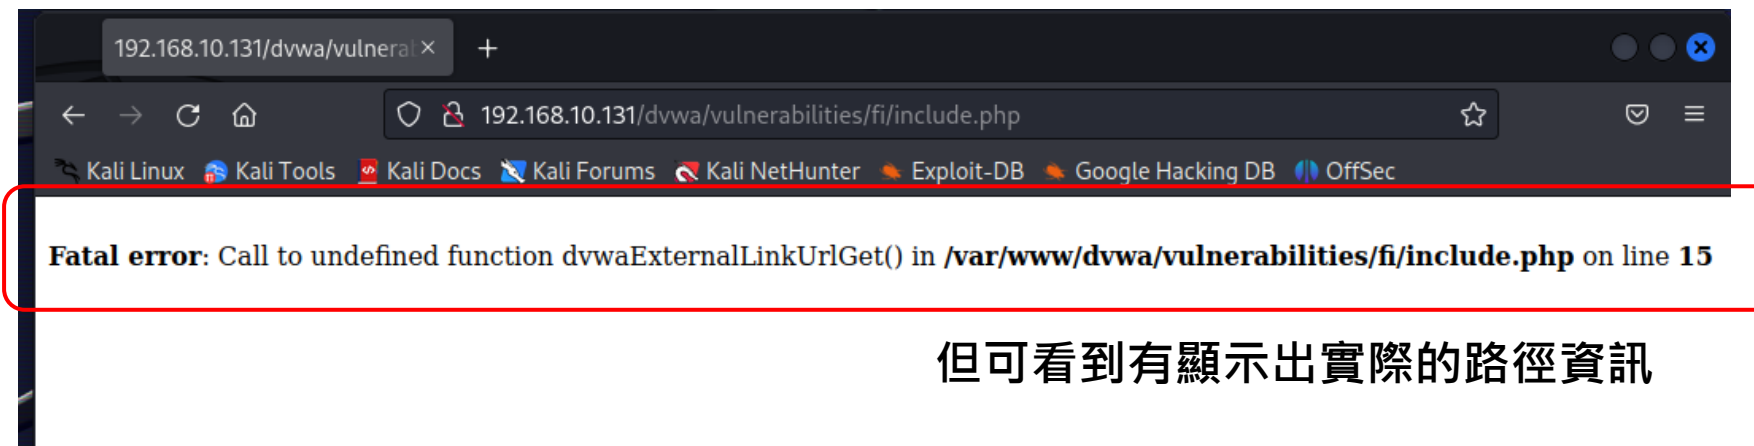 192.168.10.131/dvwa/vulneral
192.168.10.131/dvwa/vulnerabilities/fi/include.php
Kali Linux Kali Tools Kali Docs Kali Forums Kali NetHunter Exploit-DB Google Hacking DB OffSec
Fatal error: Call to undefined function dvwaExternalLinkUrlGet() in /var/www/dvwa/vulnerabilities/fi/include.php on line 15
但可看到有顯示出實際的路徑資訊